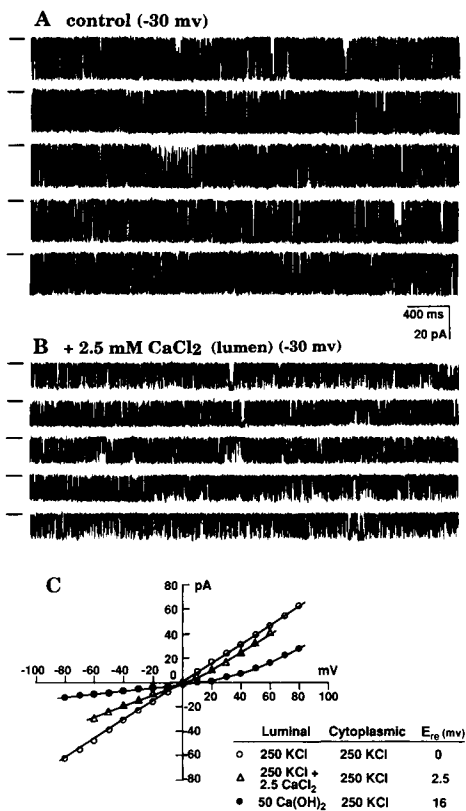 A control (-30 mv)
400 ms
20 pA
B + 2.5 mM CaCl2 (lumen) (-30 mv)
C
80
pA
60
40
20
0
-100 -80 -60 -40 -20
mV
20 40 60 80 100
-20
-40
-60
-80
Luminal Cytoplasmic Ere (mv)
○ 250 KCl 250 KCl 0
△ 250 KCl + 2.5 CaCl2 250 KCl 2.5
● 50 Ca(OH)2 250 KCl 16